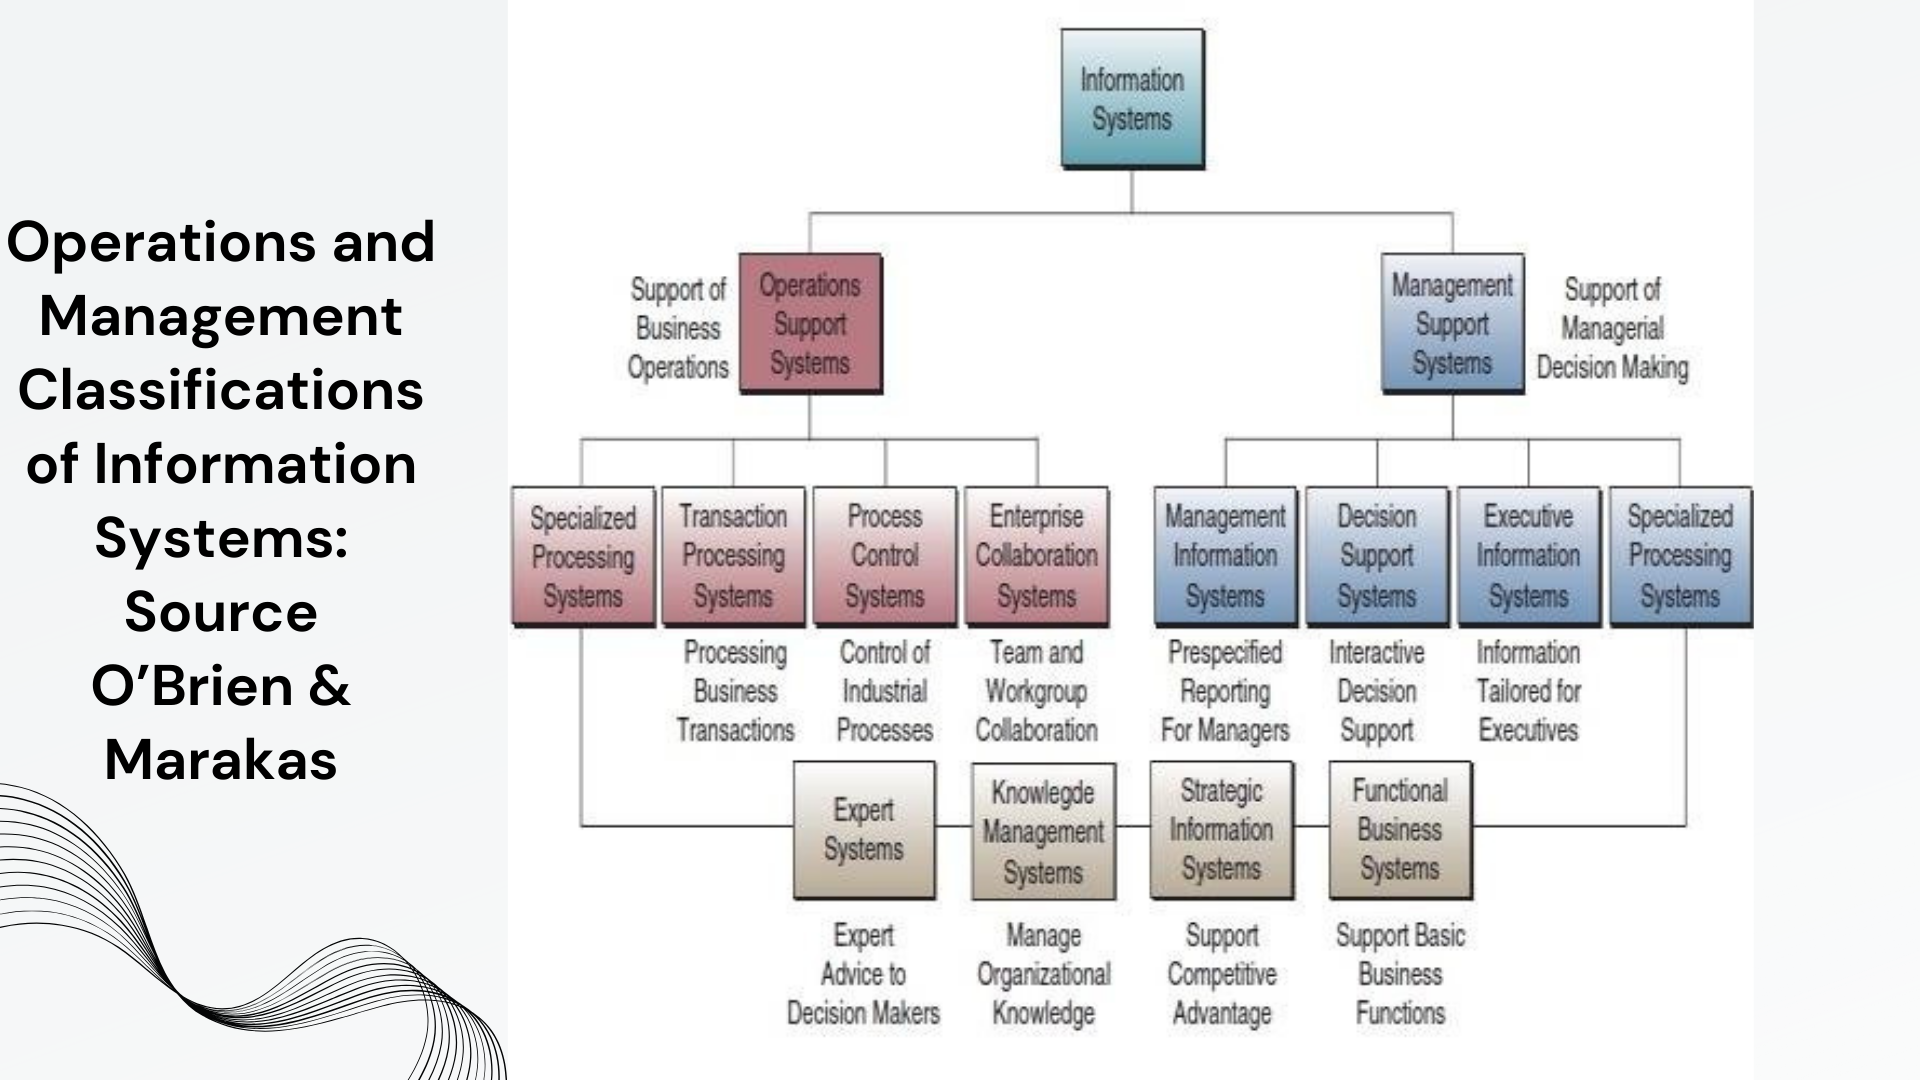 Operations and
Management
Classifications
of Information
Systems:
Source
O’Brien &
Marakas
Information
Systems
Support of
Business
Operations
Operations
Support
Systems
Management
Support
Systems
Support of
Managerial
Decision Making
Specialized
Processing
Systems
Transaction
Processing
Systems
Process
Control
Systems
Enterprise
Collaboration
Systems
Management
Information
Systems
Decision
Support
Systems
Executive
Information
Systems
Specialized
Processing
Systems
Processing
Business
Transactions
Control of
Industrial
Processes
Team and
Workgroup
Collaboration
Prespecified
Reporting
For Managers
Interactive
Decision
Support
Information
Tailored for
Executives
Expert
Systems
Knowlegde
Management
Systems
Strategic
Information
Systems
Functional
Business
Systems
Expert
Advice to
Decision Makers
Manage
Organizational
Knowledge
Support
Competitive
Advantage
Support Basic
Business
Functions